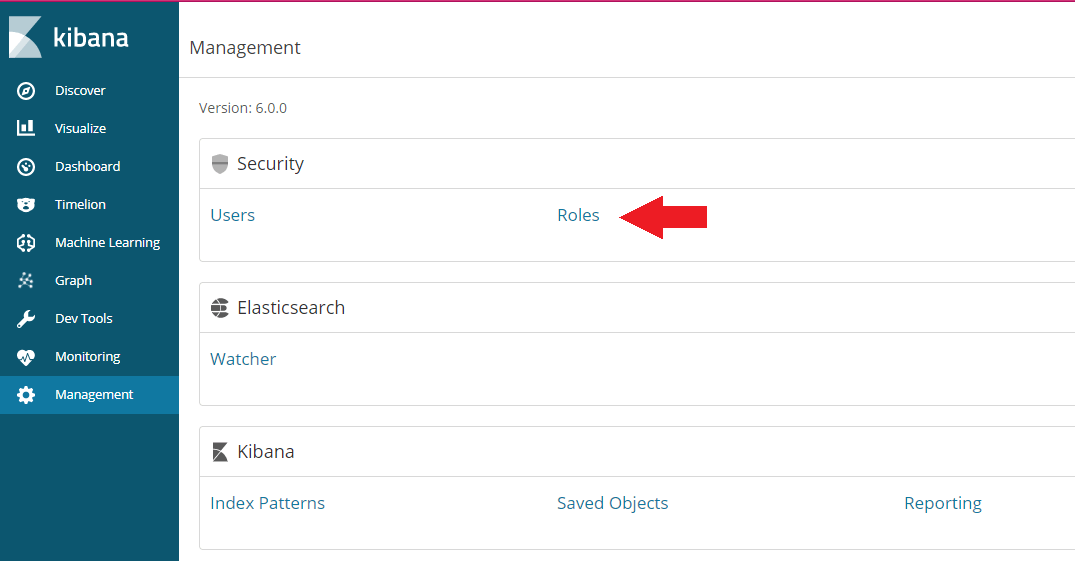 kibana
Discover
Visualize
Dashboard
Timelion
Machine Learning
Graph
Dev Tools
Monitoring
Management
Management
Version: 6.0.0
Security
Users Roles
Elasticsearch
Watcher
Kibana
Index Patterns Saved Objects Reporting